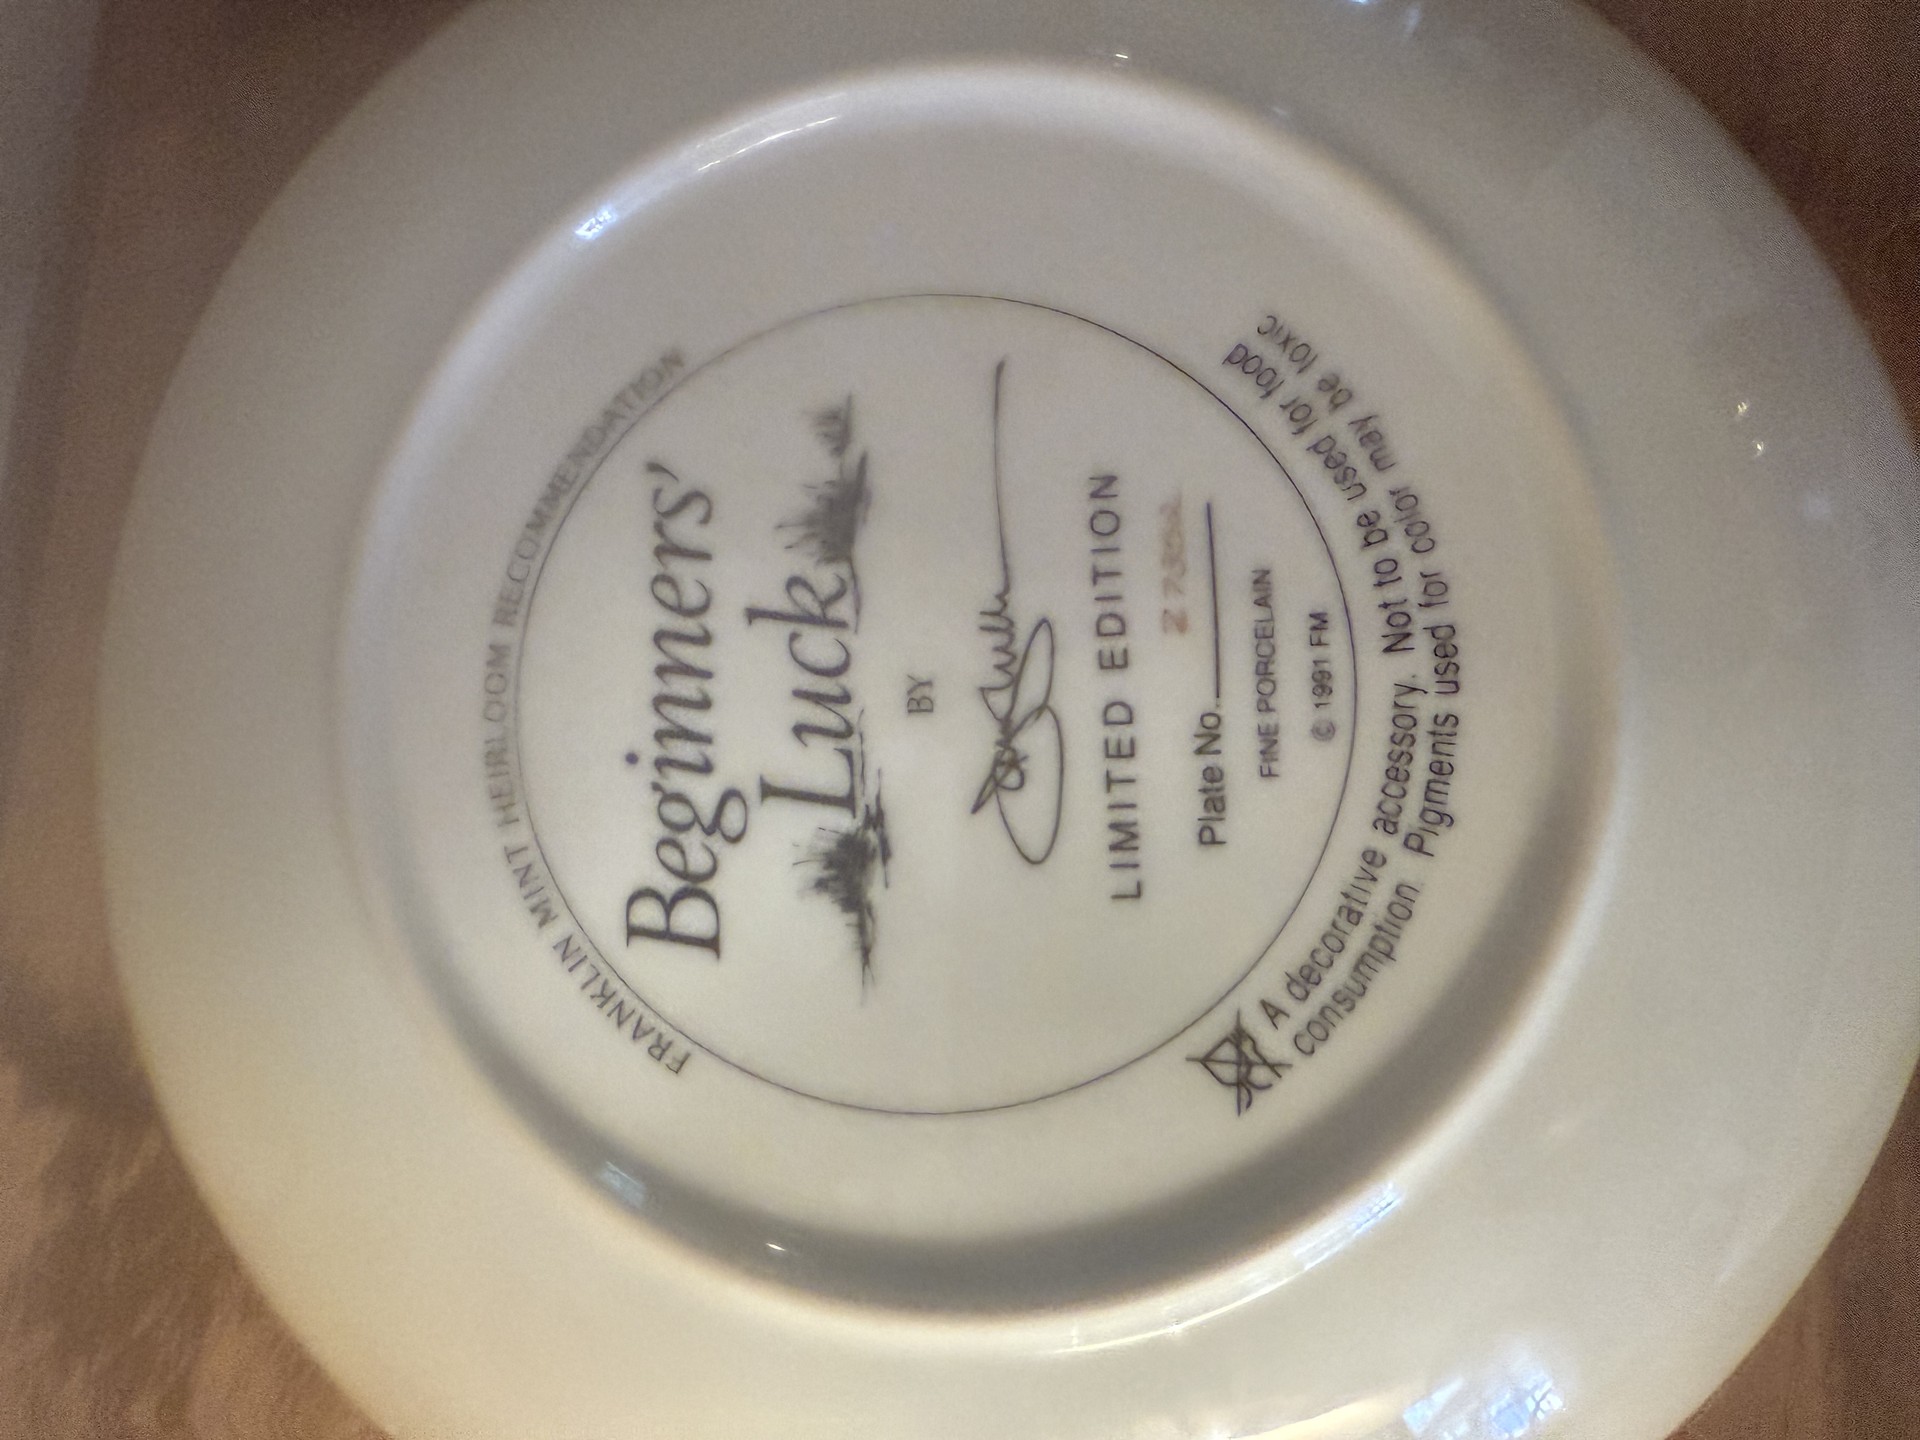 FRANKLIN MINT HEIRLOOM RECOMMENDATION
Beginners'
Luck
BY
LIMITED EDITION
Plate No.
FINE PORCELAIN
© 1991 FM
A decorative accessory. Not to be used for food
consumption. Pigments used for color may be toxic